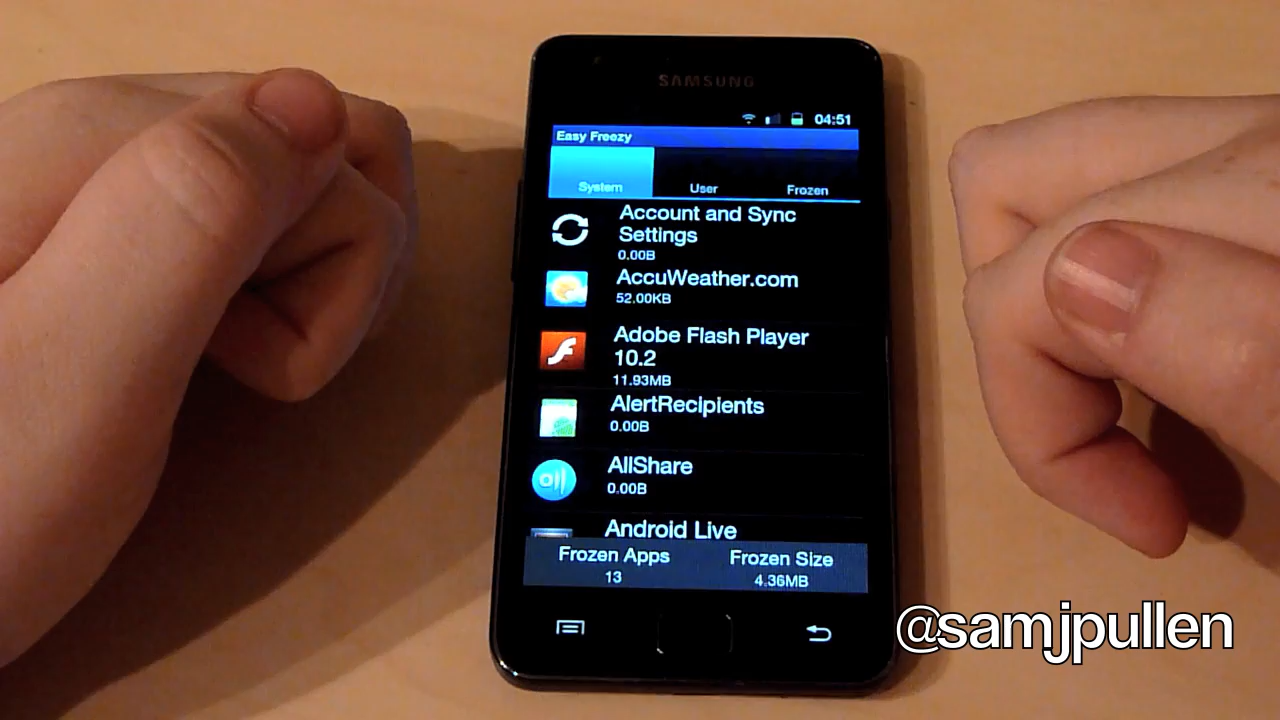 SAMSUNG
04:51
Easy Freezy
System User Frozen
Account and Sync
Settings
0.00B
AccuWeather.com
52.00KB
Adobe Flash Player
10.2
11.93MB
AlertRecipients
0.00B
all
AllShare
0.00B
Android Live
Frozen Apps Frozen Size
13 4.36MB
@samjpullen